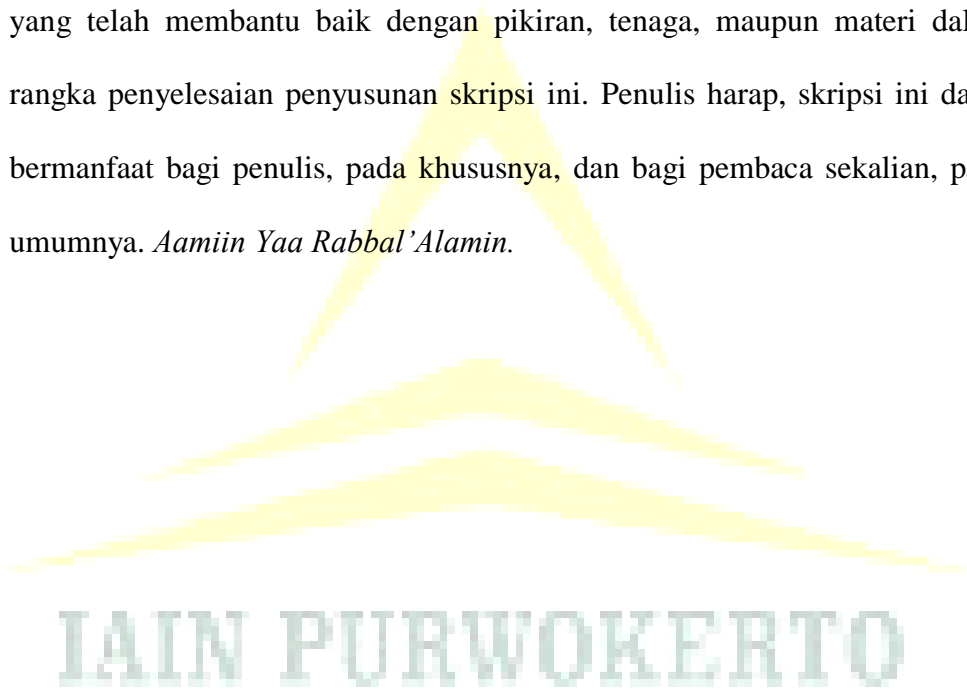 yang telah membantu baik dengan pikiran, tenaga, maupun materi
rangka penyelesaian penyusunan skripsi ini. Penulis harap, skripsi ini
bermanfaat bagi penulis, pada khususnya, dan bagi pembaca sekalian,
umumnya. Aamiin Yaa Rabbal’Alamin.
IAIN PURWOKERTO